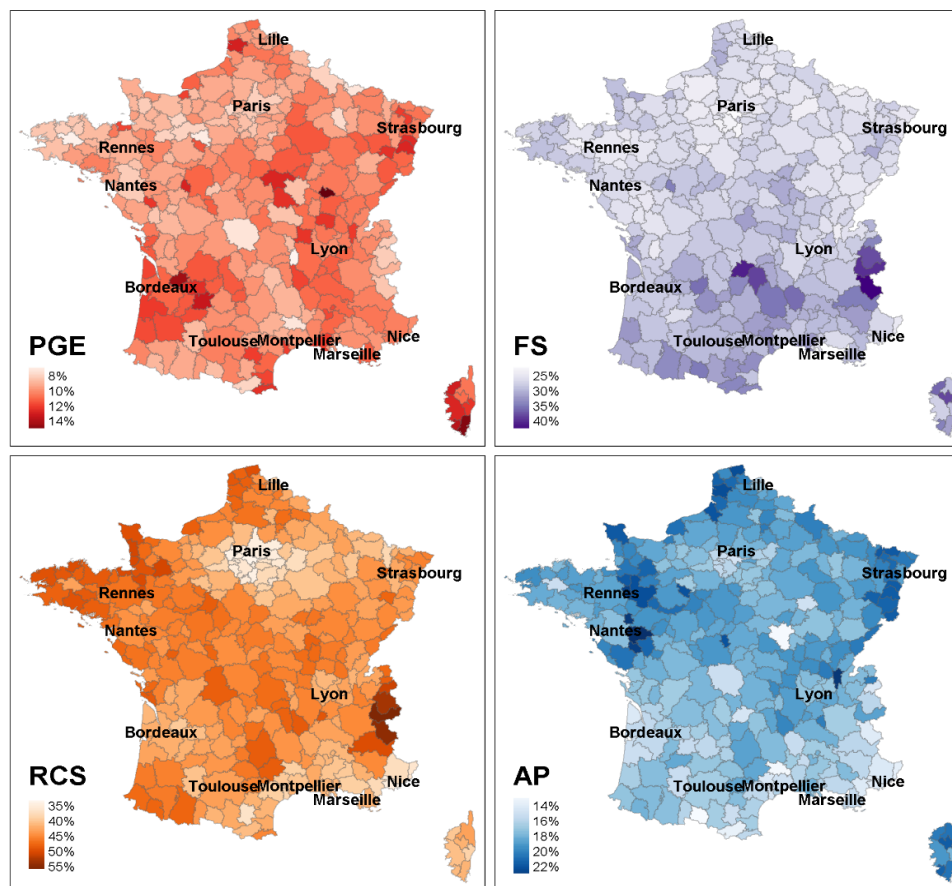 Lille
Paris
Strasbourg
Rennes
Nantes
Lyon
Bordeaux
Toulouse
Montpellier
Marseille
Nice
PGE
8%
10%
12%
14%
Lille
Paris
Strasbourg
Rennes
Nantes
Lyon
Bordeaux
Toulouse
Montpellier
Marseille
Nice
FS
25%
30%
35%
40%
Lille
Paris
Strasbourg
Rennes
Nantes
Lyon
Bordeaux
Toulouse
Montpellier
Marseille
Nice
RCS
35%
40%
45%
50%
55%
Lille
Paris
Strasbourg
Rennes
Nantes
Lyon
Bordeaux
Toulouse
Montpellier
Marseille
Nice
AP
14%
16%
18%
20%
22%